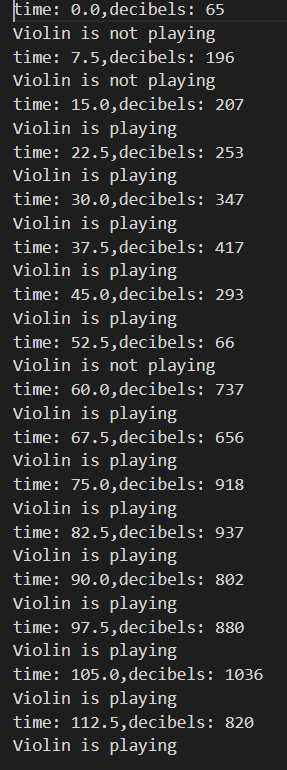 time: 0.0,decibels: 65
Violin is not playing
time: 7.5,decibels: 196
Violin is not playing
time: 15.0,decibels: 207
Violin is playing
time: 22.5,decibels: 253
Violin is playing
time: 30.0,decibels: 347
Violin is playing
time: 37.5,decibels: 417
Violin is playing
time: 45.0,decibels: 293
Violin is playing
time: 52.5,decibels: 66
Violin is not playing
time: 60.0,decibels: 737
Violin is playing
time: 67.5,decibels: 656
Violin is playing
time: 75.0,decibels: 918
Violin is playing
time: 82.5,decibels: 937
Violin is playing
time: 90.0,decibels: 802
Violin is playing
time: 97.5,decibels: 880
Violin is playing
time: 105.0,decibels: 1036
Violin is playing
time: 112.5,decibels: 820
Violin is playing